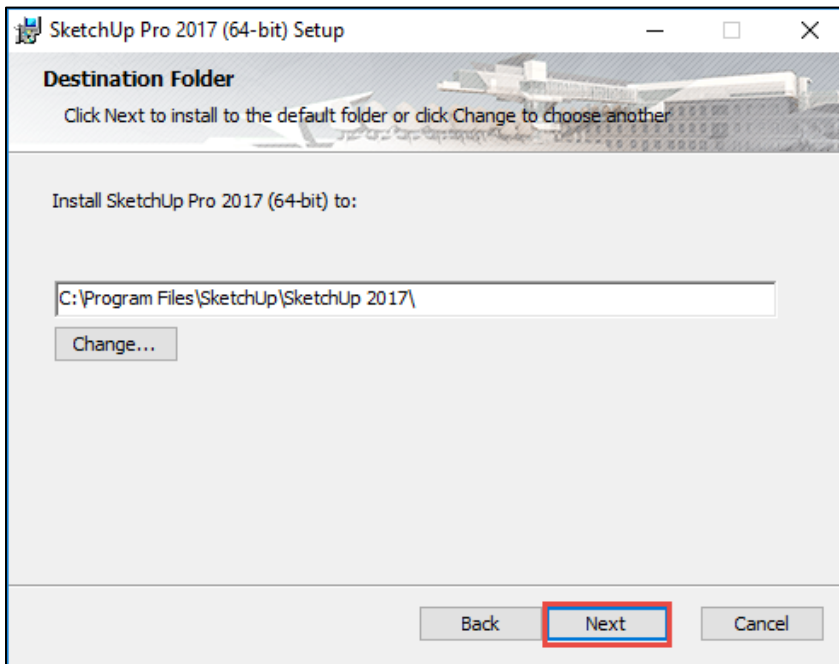 SketchUp Pro 2017 (64-bit) Setup
Destination Folder
Click Next to install to the default folder or click Change to choose another
Install SketchUp Pro 2017 (64-bit) to:
C:\Program Files\SketchUp\SketchUp 2017\
Change...
Back Next Cancel